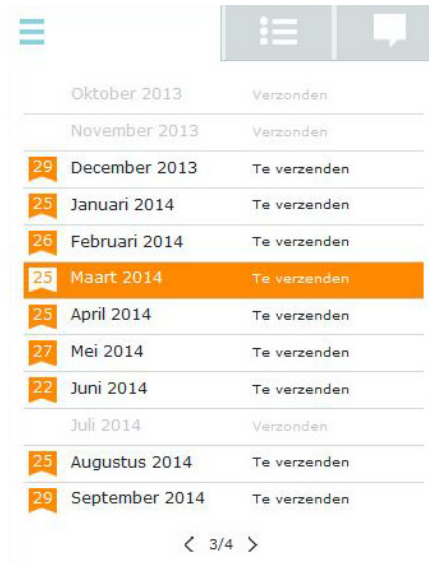 Oktober 2013 Verzonden
November 2013 Verzonden
29 December 2013 Te verzenden
25 Januari 2014 Te verzenden
26 Februari 2014 Te verzenden
25 Maart 2014 Te verzenden
25 April 2014 Te verzenden
27 Mei 2014 Te verzenden
22 Juni 2014 Te verzenden
Juli 2014 Verzonden
25 Augustus 2014 Te verzenden
29 September 2014 Te verzenden
3/4